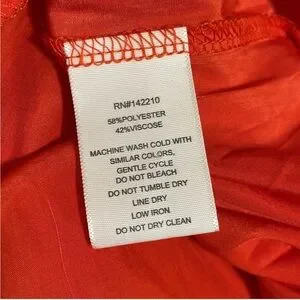 RN#142210
58%POLYESTER
42%VISCOSE
MACHINE WASH COLD WITH
SIMILAR COLORS,
GENTLE CYCLE
DO NOT BLEACH
DO NOT TUMBLE DRY
LINE DRY
LOW IRON
DO NOT DRY CLEAN